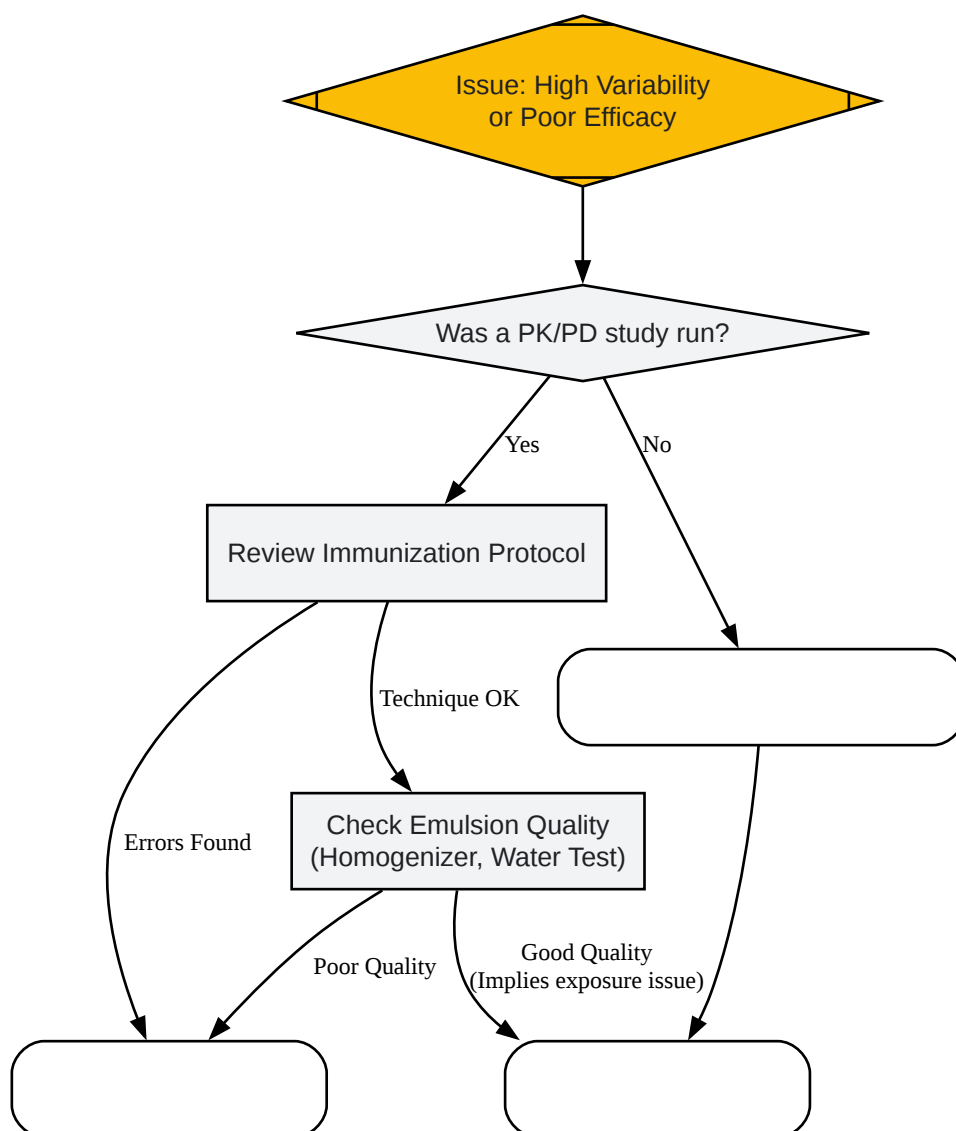 Issue: High Variability
or Poor Efficacy
Was a PK/PD study run?
Yes
No
Review Immunization Protocol
Technique OK
Check Emulsion Quality
(Homogenizer, Water Test)
Errors Found
Poor Quality
Good Quality
(Implies exposure issue)